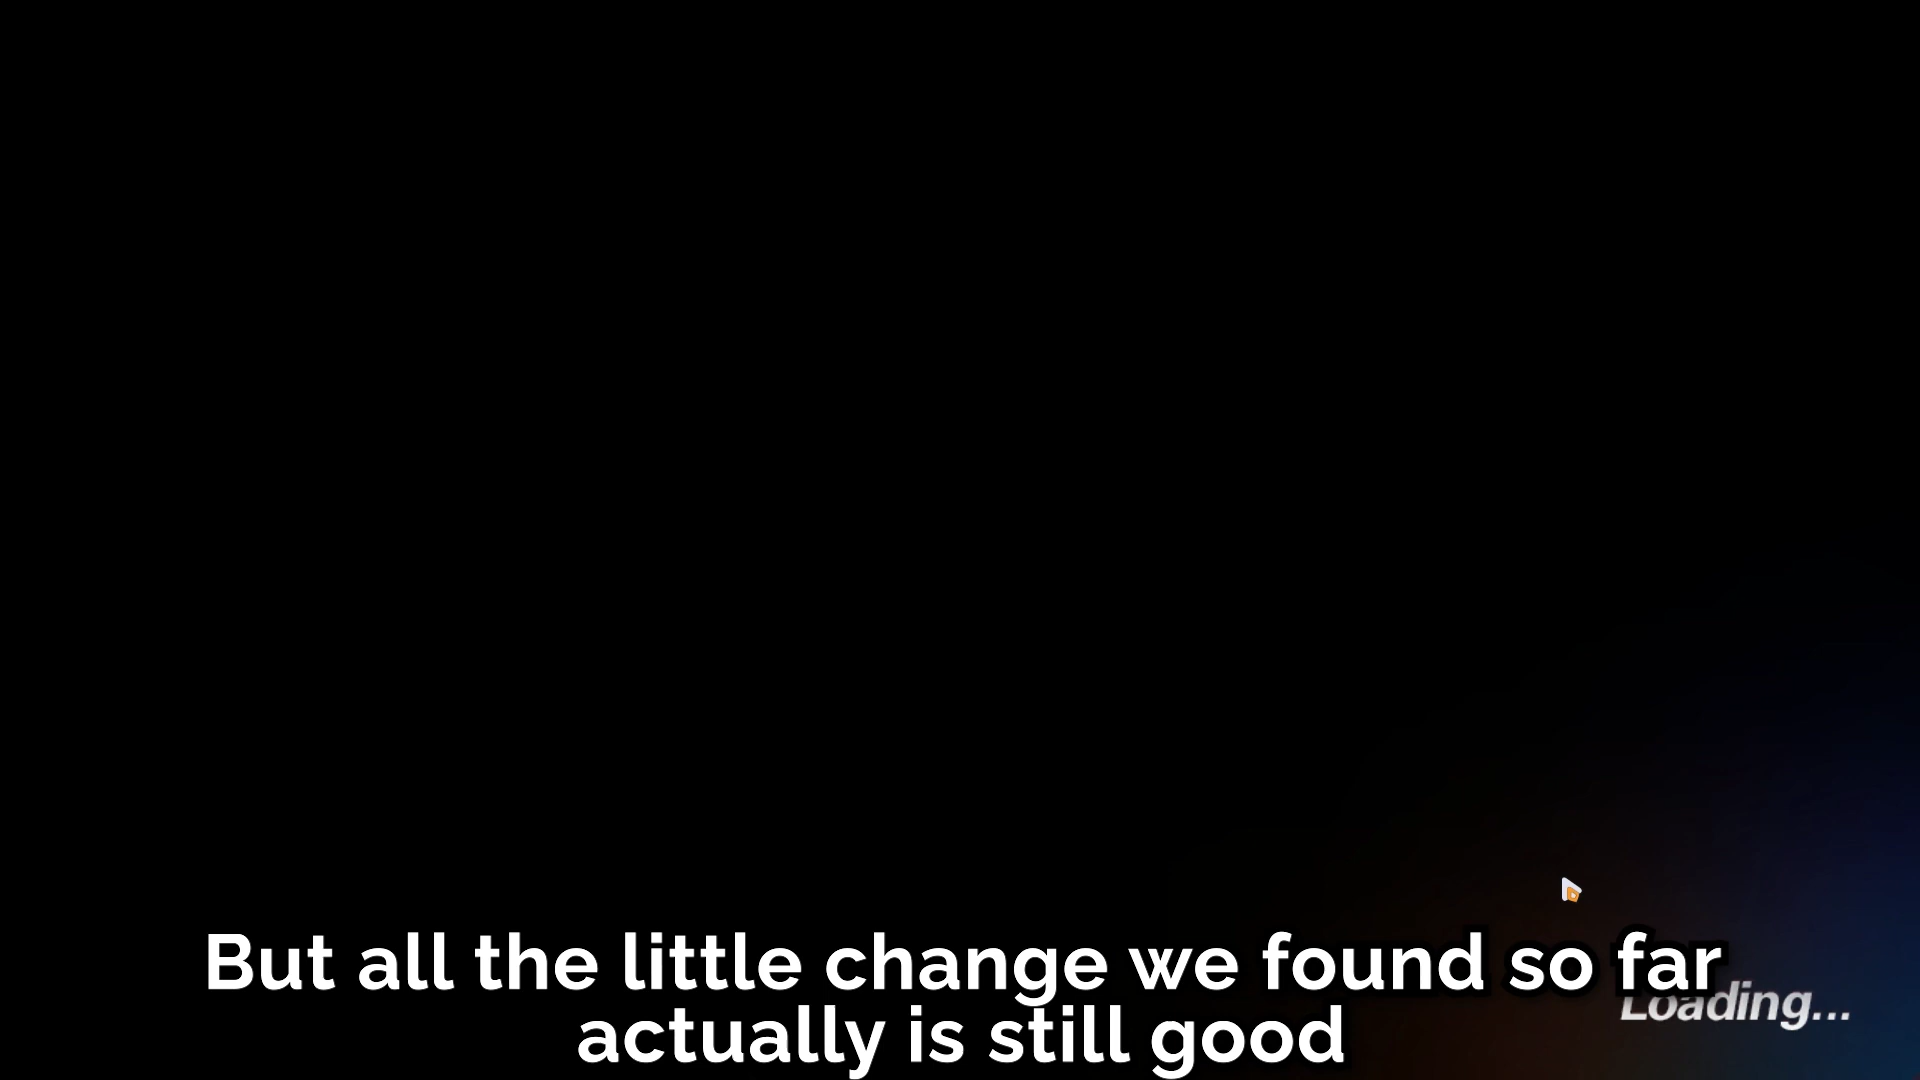 But all the little change we found so far
actually is still good
Loading...